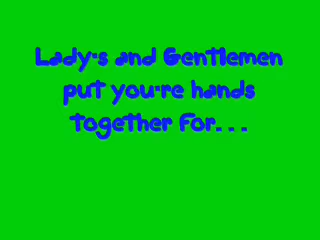 Lady's and Gentlemen
put you're hands
together for...